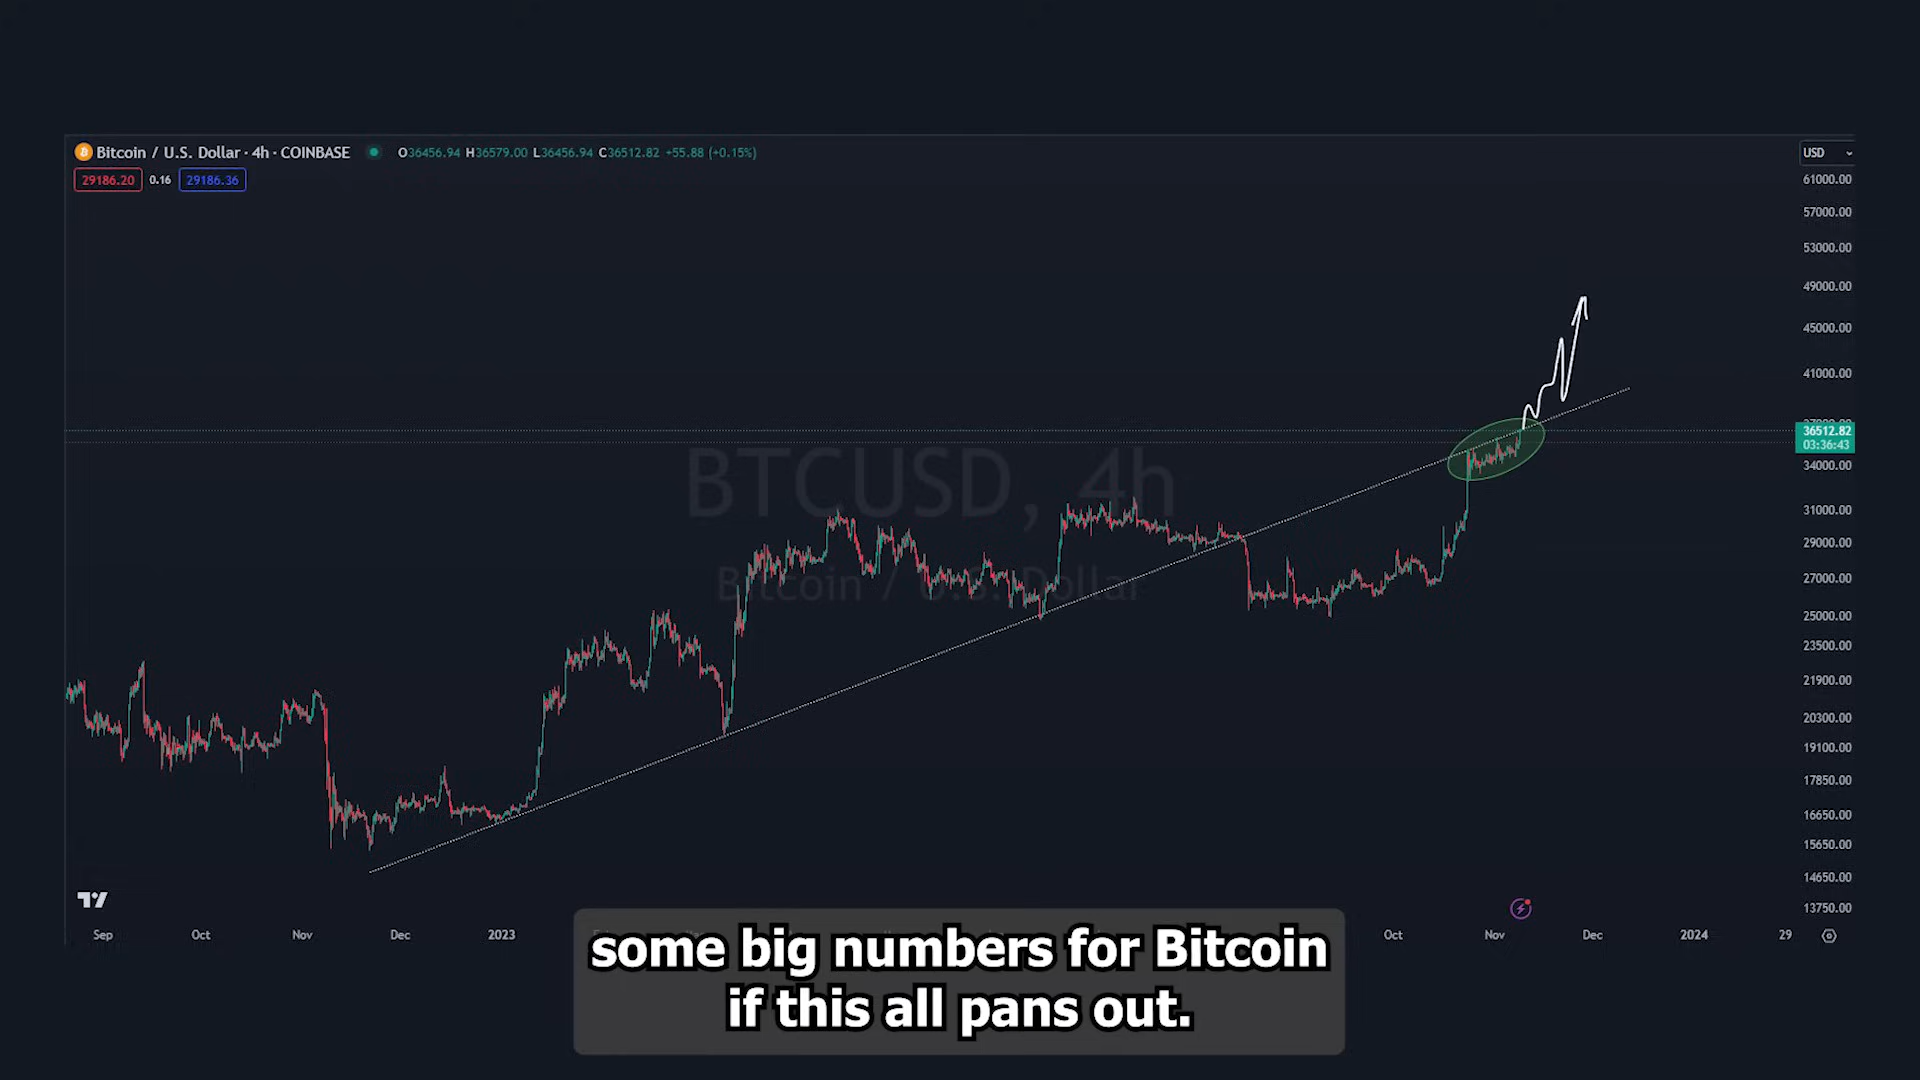 Bitcoin / U.S. Dollar · 4h · COINBASE O36456.94 H36579.00 L36456.94 C36512.82 +55.88 (+0.15%)
USD
29186.20 0.16 29186.36
61000.00
57000.00
53000.00
49000.00
45000.00
41000.00
36512.82
03:36:43
34000.00
BTCUSD, 4h
31000.00
29000.00
Bitcoin / U.S. Dollar
27000.00
25000.00
23500.00
21900.00
20300.00
19100.00
17850.00
16650.00
15650.00
14650.00
13750.00
Sep Oct Nov Dec 2023 Oct Nov Dec 2024 29
some big numbers for Bitcoin
if this all pans out.